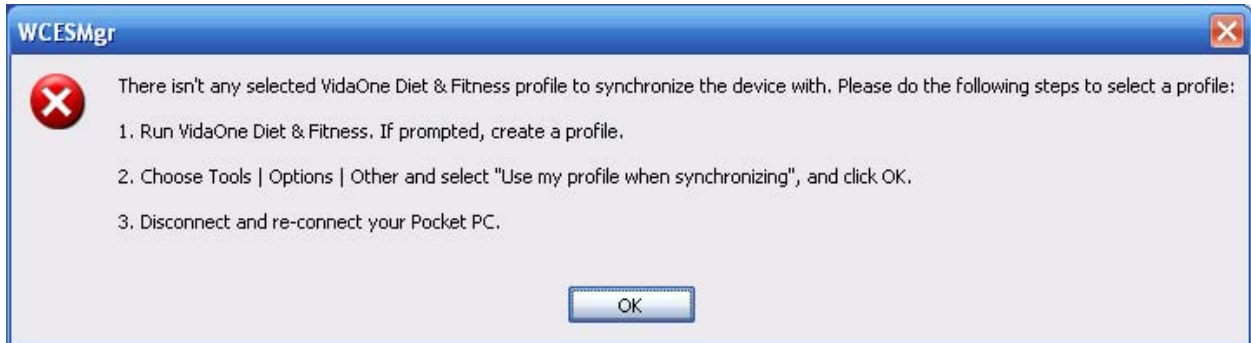 WCESMgr
There isn't any selected VidaOne Diet & Fitness profile to synchronize the device with. Please do the following steps to select a profile:
1. Run VidaOne Diet & Fitness. If prompted, create a profile.
2. Choose Tools | Options | Other and select "Use my profile when synchronizing", and click OK.
3. Disconnect and re-connect your Pocket PC.
OK